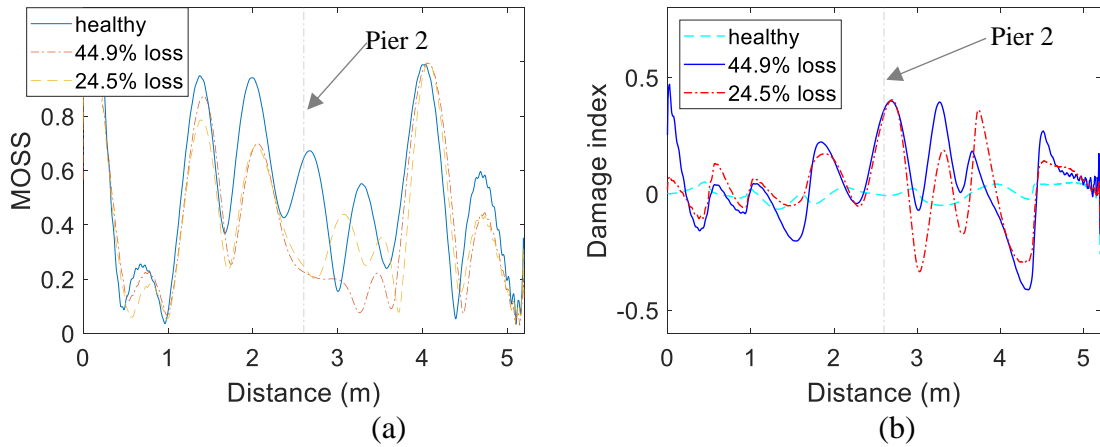 healthy
44.9% loss
24.5% loss
Pier 2
0.8
0.6
0.4
0.2
0
MOSS
0
1
2
3
4
5
Distance (m)
(a)
healthy
44.9% loss
24.5% loss
Pier 2
0.5
0
-0.5
Damage index
0
1
2
3
4
5
Distance (m)
(b)